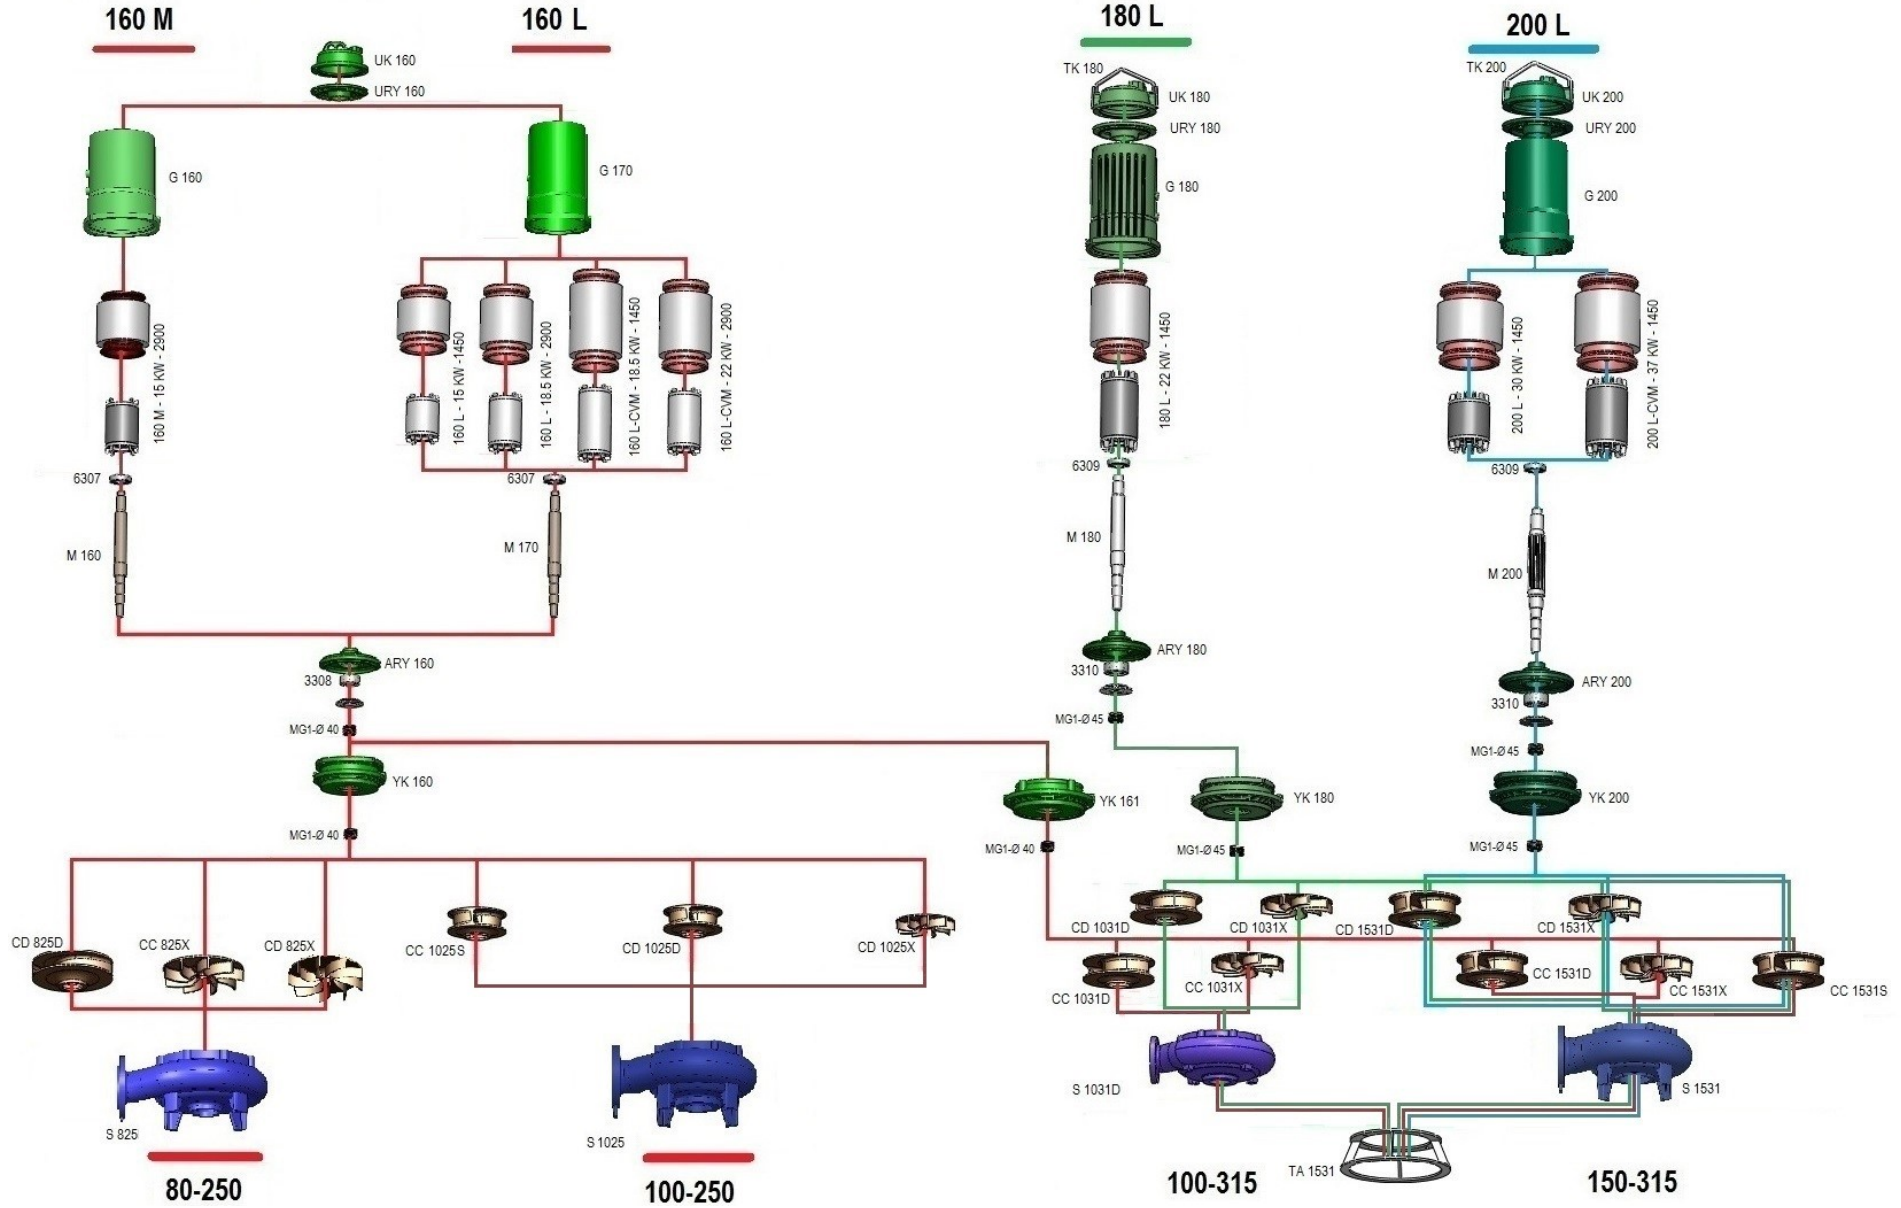 160 M
160 L
180 L
200 L
UK 160
URY 160
TK 180
UK 180
URY 180
TK 200
UK 200
URY 200
G 160
G 170
G 180
G 200
160 M - 15 KW - 2900
160 L - 15 KW -1450
160 L - 18.5 KW - 2900
160 L-CVM - 18.5 KW - 1450
160 L-CVM - 22 KW - 2900
180 L - 22 KW - 1450
200 L - 30 KW - 1450
200 L-CVM - 37 KW - 1450
6307
6307
6309
6309
M 160
M 170
M 180
M 200
ARY 160
3308
MG1-Ø 40
ARY 180
3310
MG1-Ø 45
ARY 200
3310
MG1-Ø 45
YK 160
YK 161
YK 180
YK 200
MG1-Ø 40
MG1-Ø 40
MG1-Ø 45
MG1-Ø 45
CD 825D
CC 825X
CD 825X
CC 1025S
CD 1025D
CD 1025X
CD 1031D
CD 1031X
CD 1531D
CD 1531X
CC 1031D
CC 1031X
CC 1531D
CC 1531X
CC 1531S
S 825
S 1025
S 1031D
S 1531
TA 1531
80-250
100-250
100-315
150-315